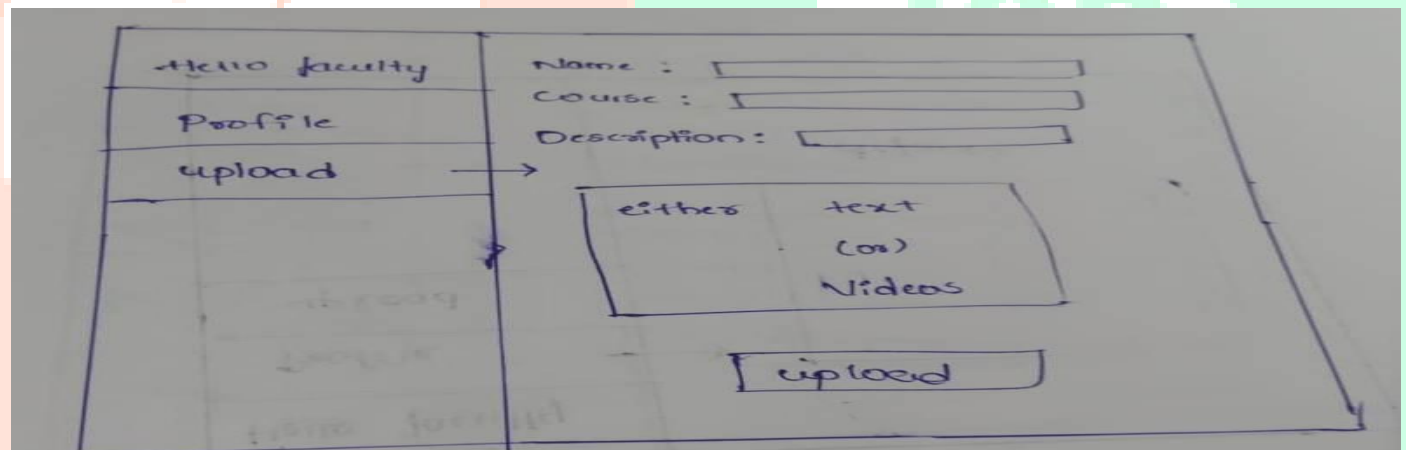 Hello faculty
Profile
upload
Name :
Course :
Description :
either text
(or)
Videos
upload